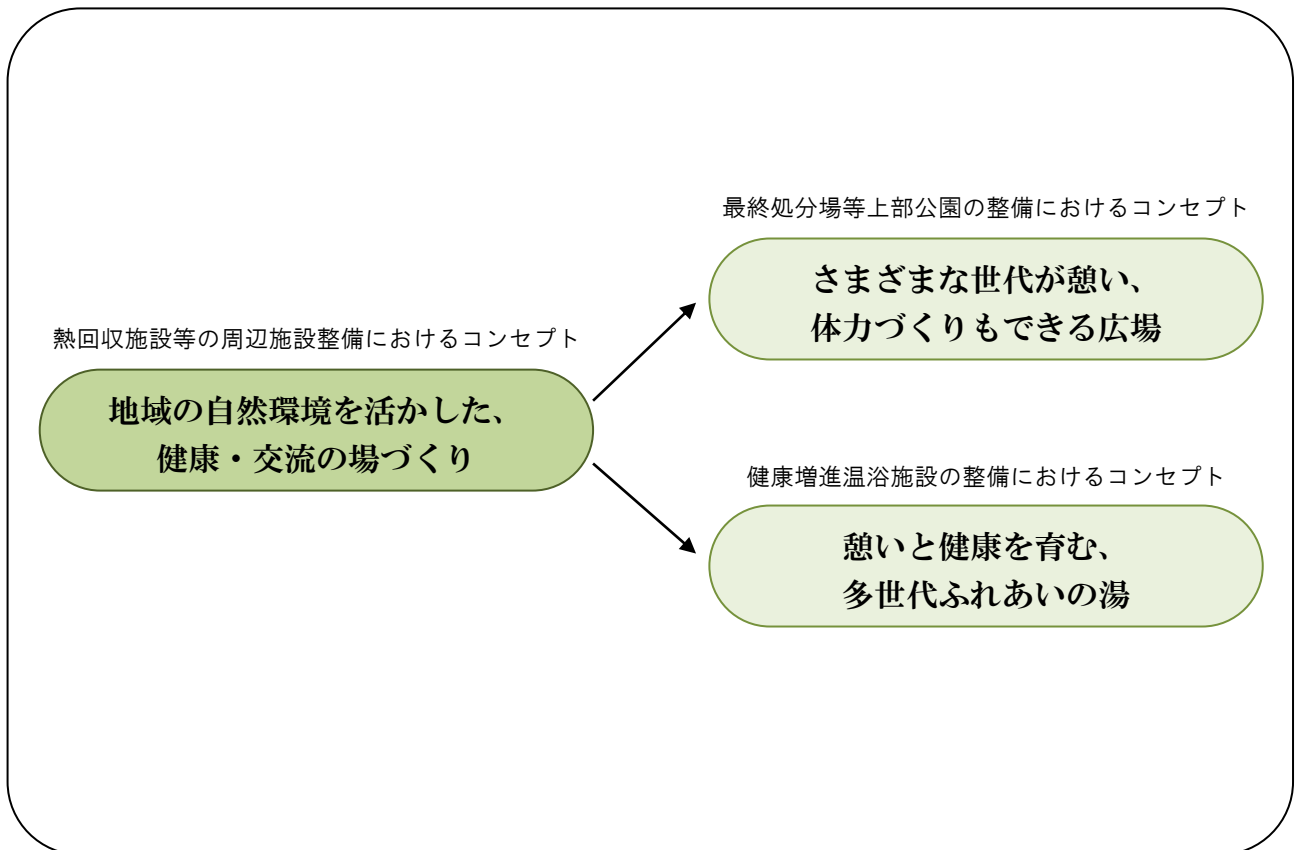 熱回収施設等の周辺施設整備におけるコンセプト
地域の自然環境を活かした、
健康・交流の場づくり
最終処分場等上部公園の整備におけるコンセプト
さまざまな世代が憩い、
体力づくりもできる広場
健康増進温浴施設の整備におけるコンセプト
憩いと健康を育む、
多世代ふれあいの湯